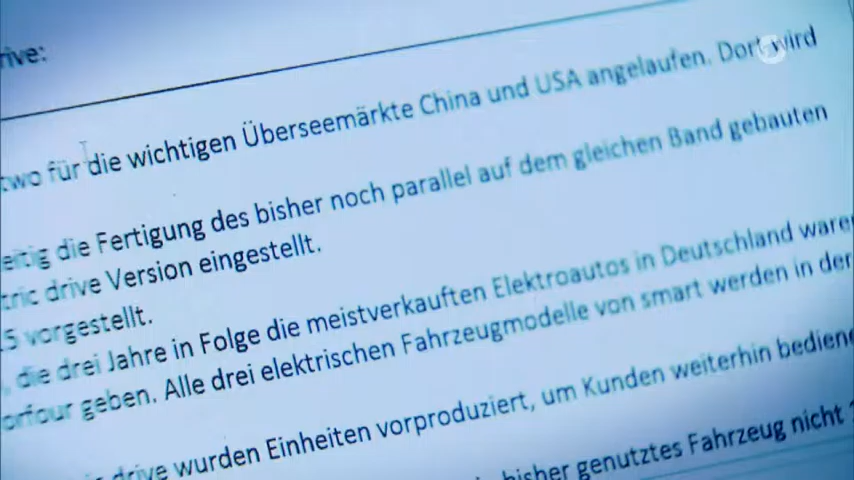 rive:
two für die wichtigen Überseemärkte China und USA angelaufen. Dort wird
eitig die Fertigung des bisher noch parallel auf dem gleichen Band gebauten
tric drive Version eingestellt.
5 vorgestellt.
, die drei Jahre in Folge die meistverkauften Elektroautos in Deutschland waren
orfour geben. Alle drei elektrischen Fahrzeugmodelle von smart werden in der
drive wurden Einheiten vorproduziert, um Kunden weiterhin bediene
bisher genutztes Fahrzeug nicht